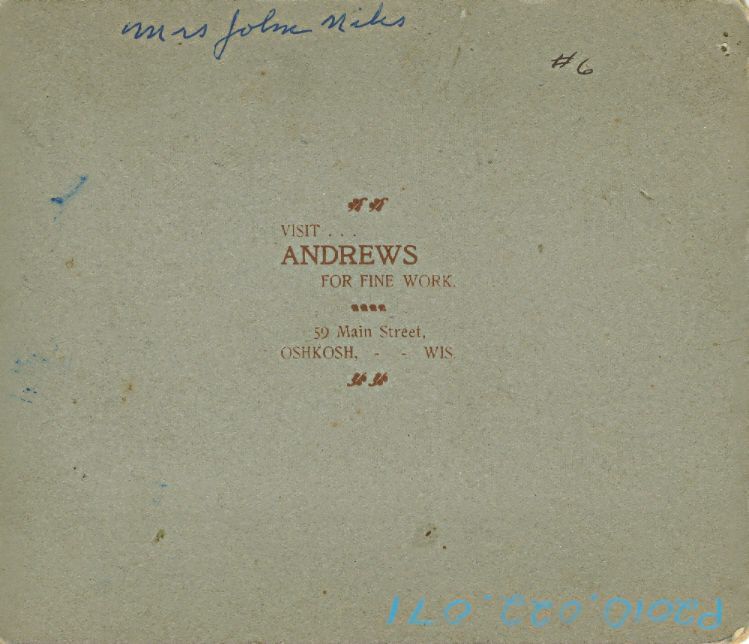 Mrs John Niles
#6
VISIT . . .
ANDREWS
FOR FINE WORK.
59 Main Street,
OSHKOSH, - - WIS.
P2010.022.071